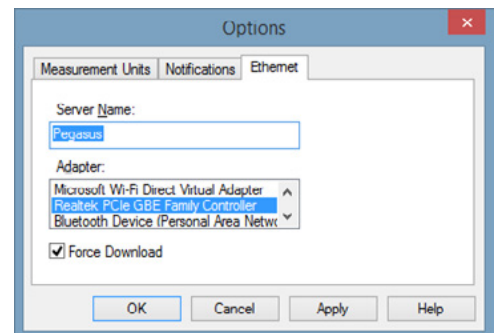 Options
Measurement Units Notifications Ethernet
Server Name:
Pegasus
Adapter:
Microsoft Wi-Fi Direct Virtual Adapter
Realtek PCIe GBE Family Controller
Bluetooth Device (Personal Area Netwo
Force Download
OK Cancel Apply Help